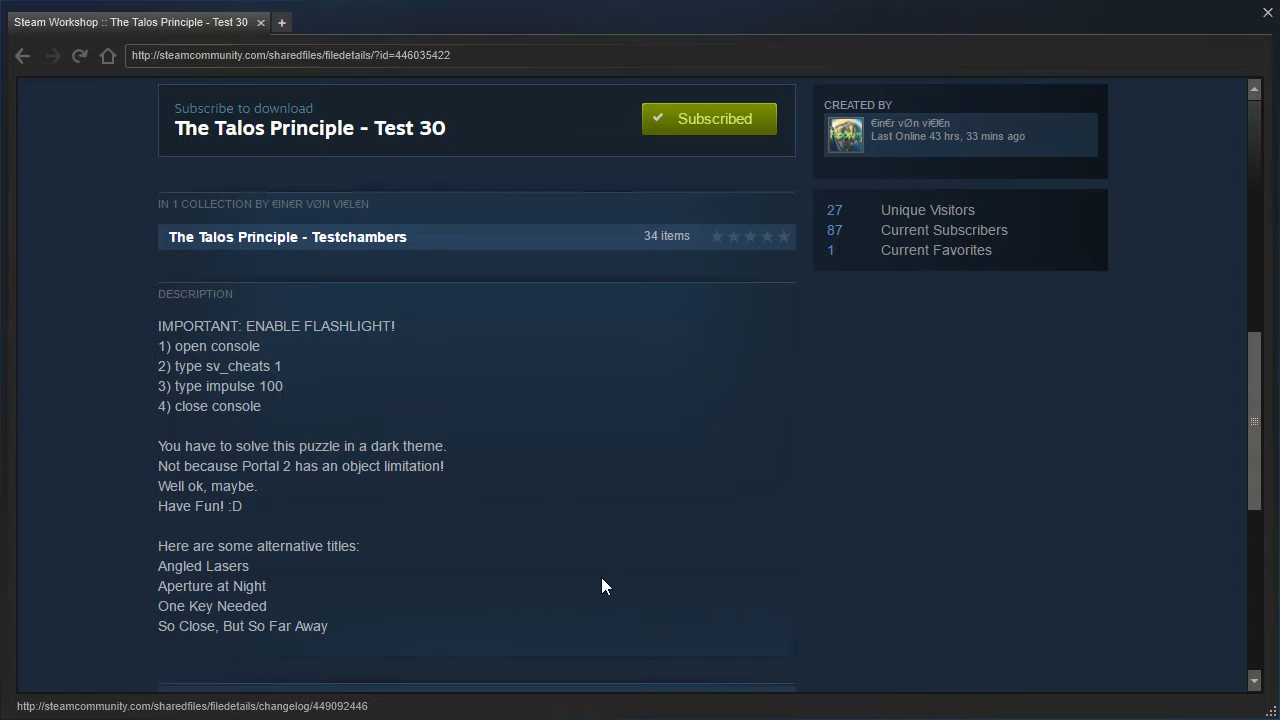 Steam Workshop :: The Talos Principle - Test 30
http://steamcommunity.com/sharedfiles/filedetails/?id=446035422
Subscribe to download
The Talos Principle - Test 30
Subscribed
CREATED BY
€in€r vØn vi€l€n
Last Online 43 hrs, 33 mins ago
IN 1 COLLECTION BY €IN€R VØN VI€L€N
The Talos Principle - Testchambers
34 items
27 Unique Visitors
87 Current Subscribers
1 Current Favorites
DESCRIPTION
IMPORTANT: ENABLE FLASHLIGHT!
1) open console
2) type sv_cheats 1
3) type impulse 100
4) close console
You have to solve this puzzle in a dark theme.
Not because Portal 2 has an object limitation!
Well ok, maybe.
Have Fun! :D
Here are some alternative titles:
Angled Lasers
Aperture at Night
One Key Needed
So Close, But So Far Away
http://steamcommunity.com/sharedfiles/filedetails/changelog/449092446